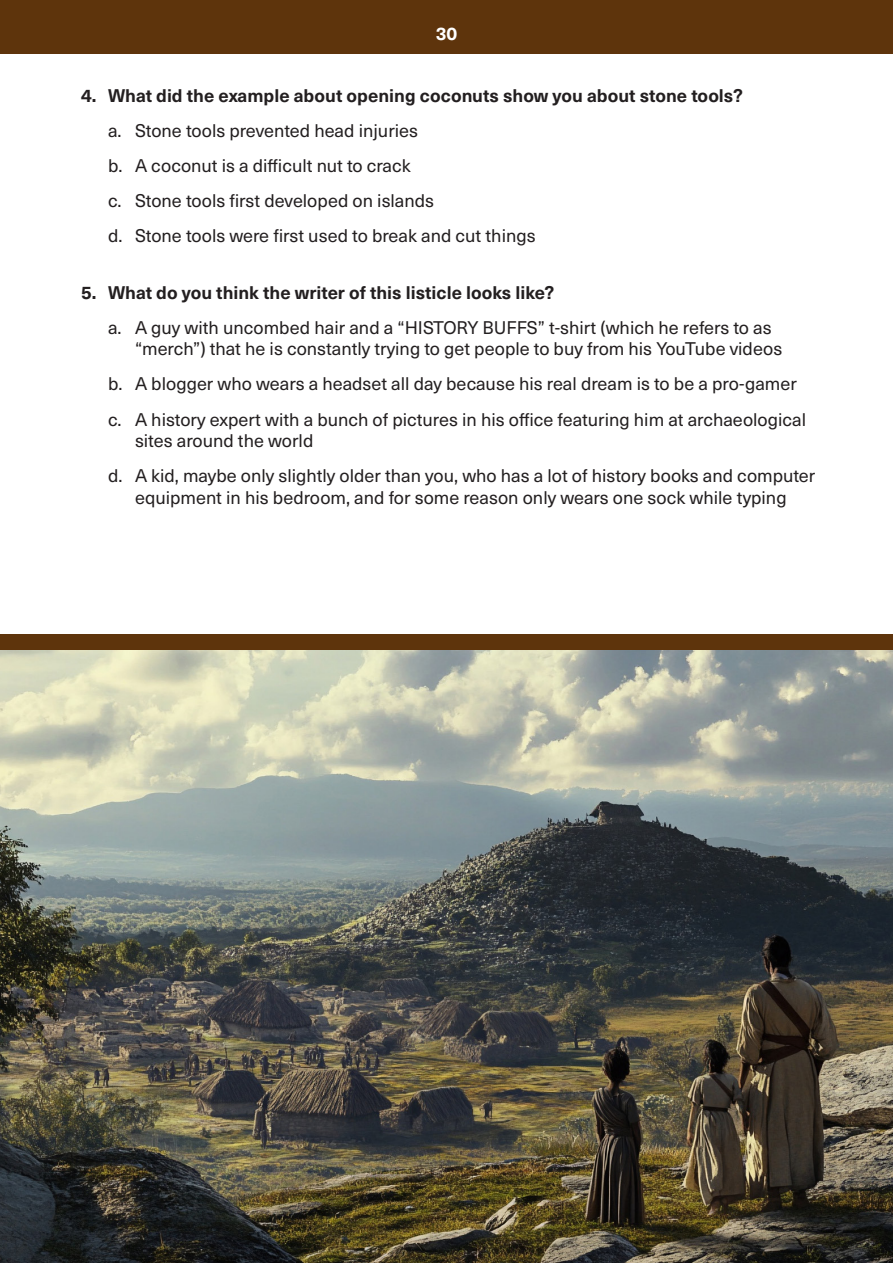 30
4. What did the example about opening coconuts show you about stone tools?
a. Stone tools prevented head injuries
b. A coconut is a difficult nut to crack
c. Stone tools first developed on islands
d. Stone tools were first used to break and cut things
5. What do you think the writer of this listicle looks like?
a. A guy with uncombed hair and a “HISTORY BUFFS” t-shirt (which he refers to as
“merch”) that he is constantly trying to get people to buy from his YouTube videos
b. A blogger who wears a headset all day because his real dream is to be a pro-gamer
c. A history expert with a bunch of pictures in his office featuring him at archaeological
sites around the world
d. A kid, maybe only slightly older than you, who has a lot of history books and computer
equipment in his bedroom, and for some reason only wears one sock while typing